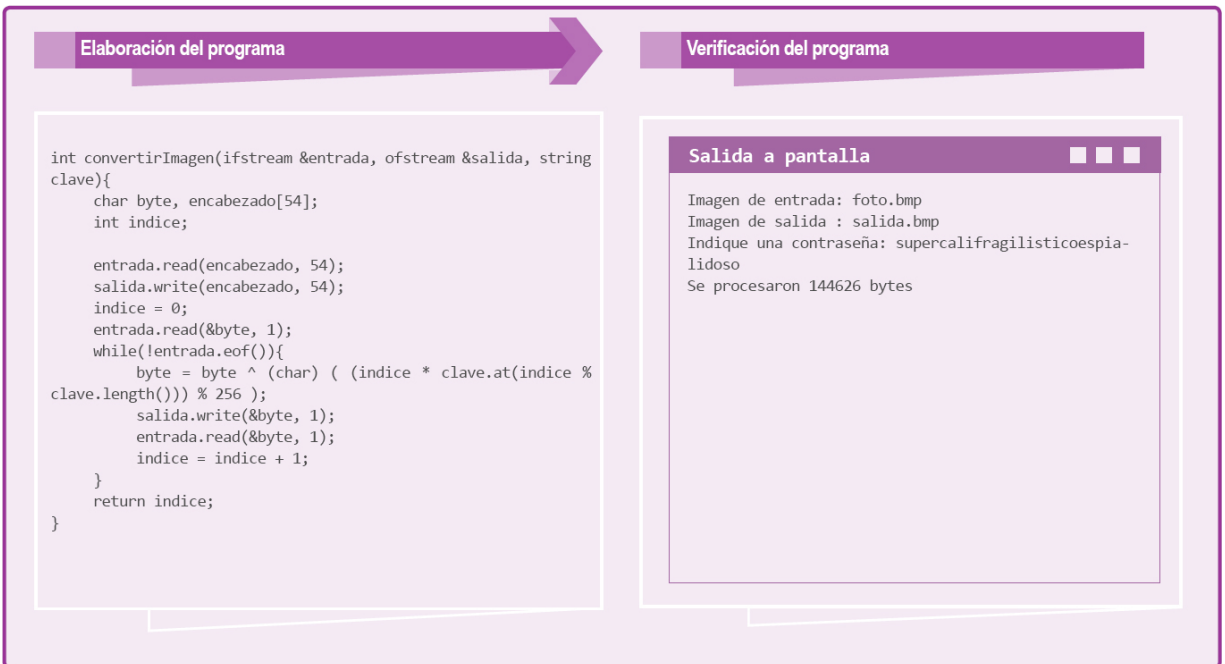 Elaboración del programa
int convertirImagen(ifstream &entrada, ofstream &salida, string
clave){
char byte, encabezado[54];
int indice;
entrada.read(encabezado, 54);
salida.write(encabezado, 54);
indice = 0;
entrada.read(&byte, 1);
while(!entrada.eof()){
byte = byte ^ (char) ( (indice * clave.at(indice %
clave.length())) % 256 );
salida.write(&byte, 1);
entrada.read(&byte, 1);
indice = indice + 1;
}
return indice;
}
Verificación del programa
Salida a pantalla
Imagen de entrada: foto.bmp
Imagen de salida : salida.bmp
Indique una contraseña: supercalifragilisticoespia-
lidoso
Se procesaron 144626 bytes